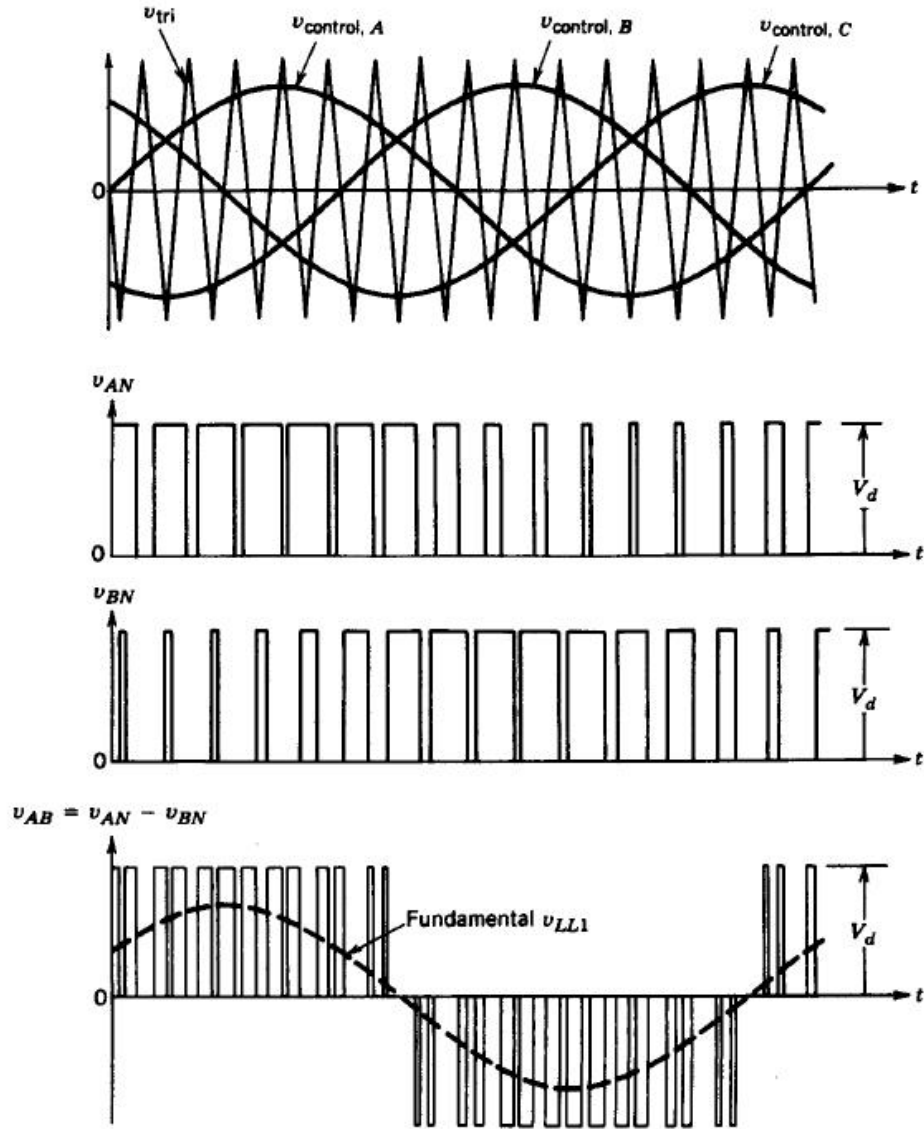 v_tri
v_control, A
v_control, B
v_control, C
0
t
v_AN
V_d
0
t
v_BN
V_d
0
t
v_AB = v_AN − v_BN
Fundamental v_LL1
V_d
0
t